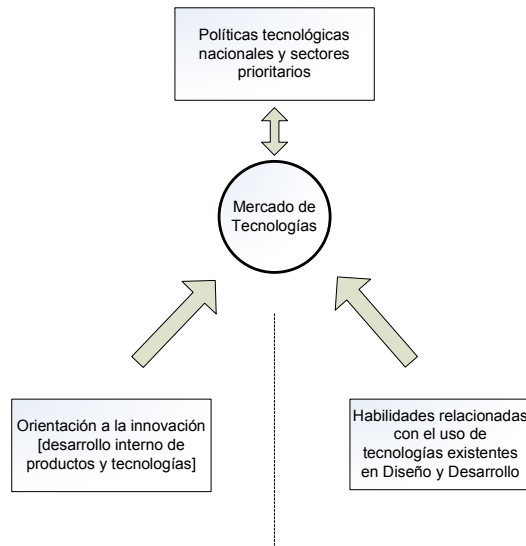 Políticas tecnológicas
nacionales y sectores
prioritarios
Mercado de
Tecnologías
Orientación a la innovación
[desarrollo interno de
productos y tecnologías]
Habilidades relacionadas
con el uso de
tecnologías existentes
en Diseño y Desarrollo